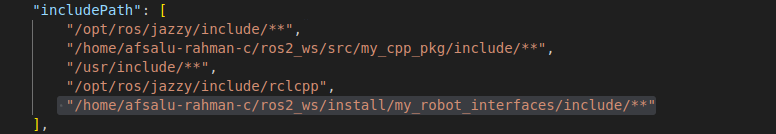 "includePath": [
"/opt/ros/jazzy/include/**",
"/home/afsalu-rahman-c/ros2_ws/src/my_cpp_pkg/include/**",
"/usr/include/**",
"/opt/ros/jazzy/include/rclcpp",
"/home/afsalu-rahman-c/ros2_ws/install/my_robot_interfaces/include/**"
],